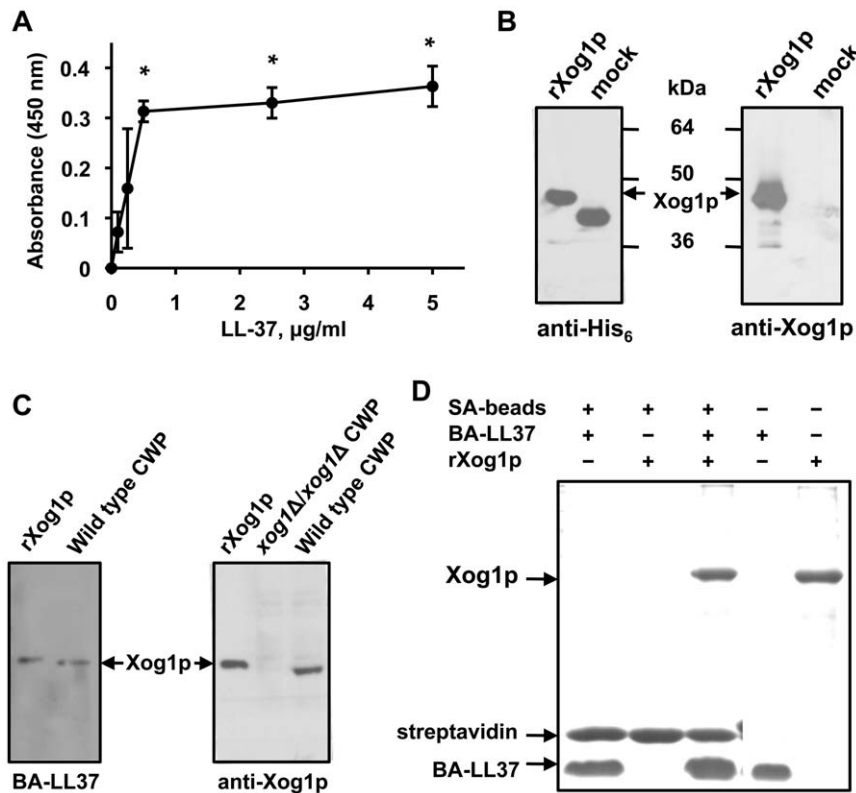 A
Absorbance (450 nm)
0.4
0.3
0.2
0.1
0
* * *
0 1 2 3 4 5
LL-37, µg/ml
B
rXog1p mock kDa rXog1p mock
64
50
Xog1p
36
anti-His6 anti-Xog1p
C
rXog1p Wild type CWP rXog1p xog1Δ/xog1Δ CWP Wild type CWP
Xog1p
BA-LL37 anti-Xog1p
D
SA-beads + + + – –
BA-LL37 + – + + –
rXog1p – + + – +
Xog1p
streptavidin
BA-LL37